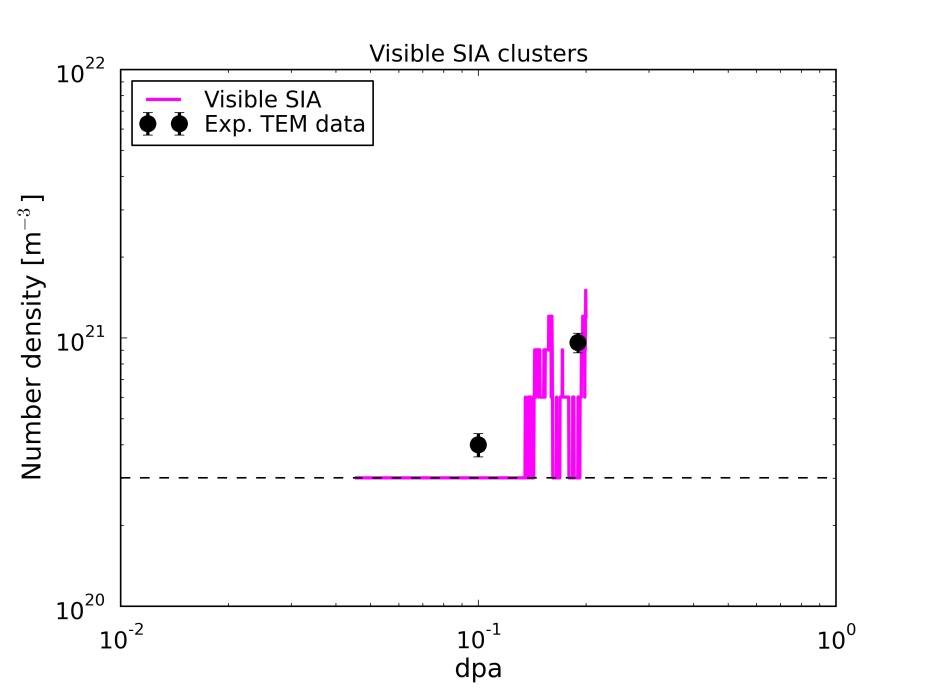 Visible SIA clusters
10^22
Visible SIA
Exp. TEM data
Number density [m^−3]
10^21
10^20
10^-2
10^-1
10^0
dpa